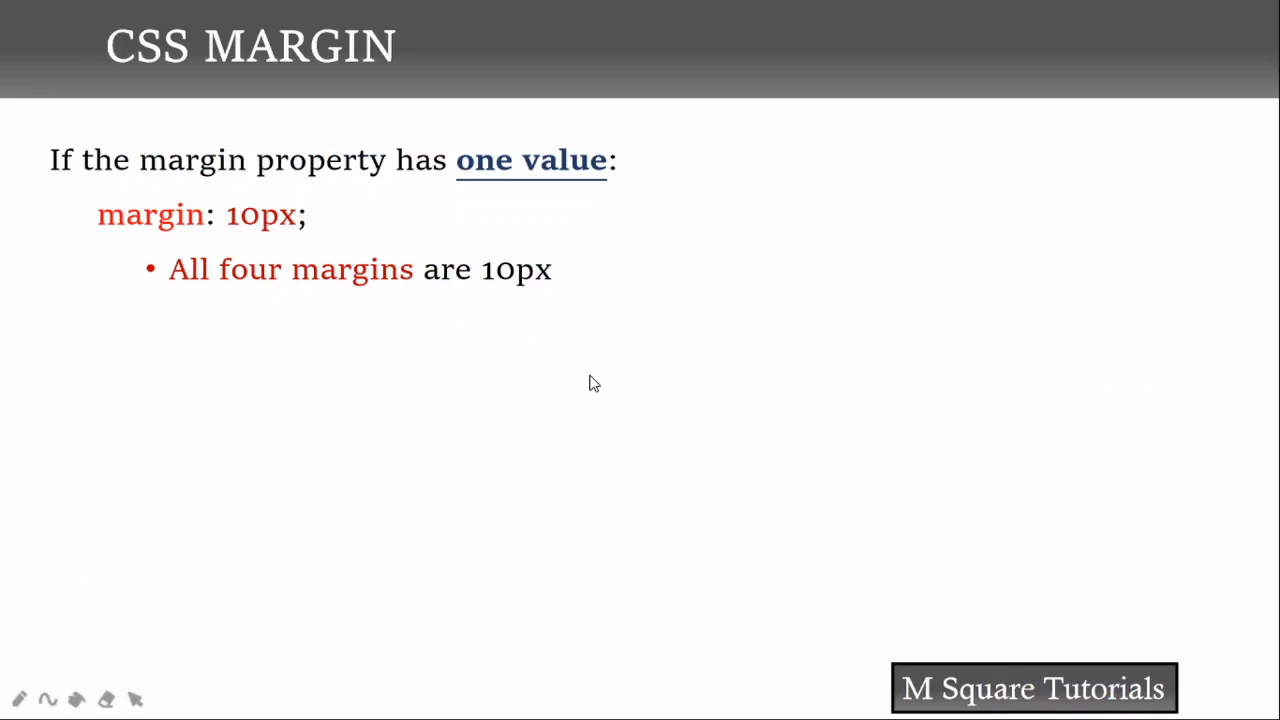 CSS MARGIN
If the margin property has one value:
margin: 10px;
• All four margins are 10px
M Square Tutorials